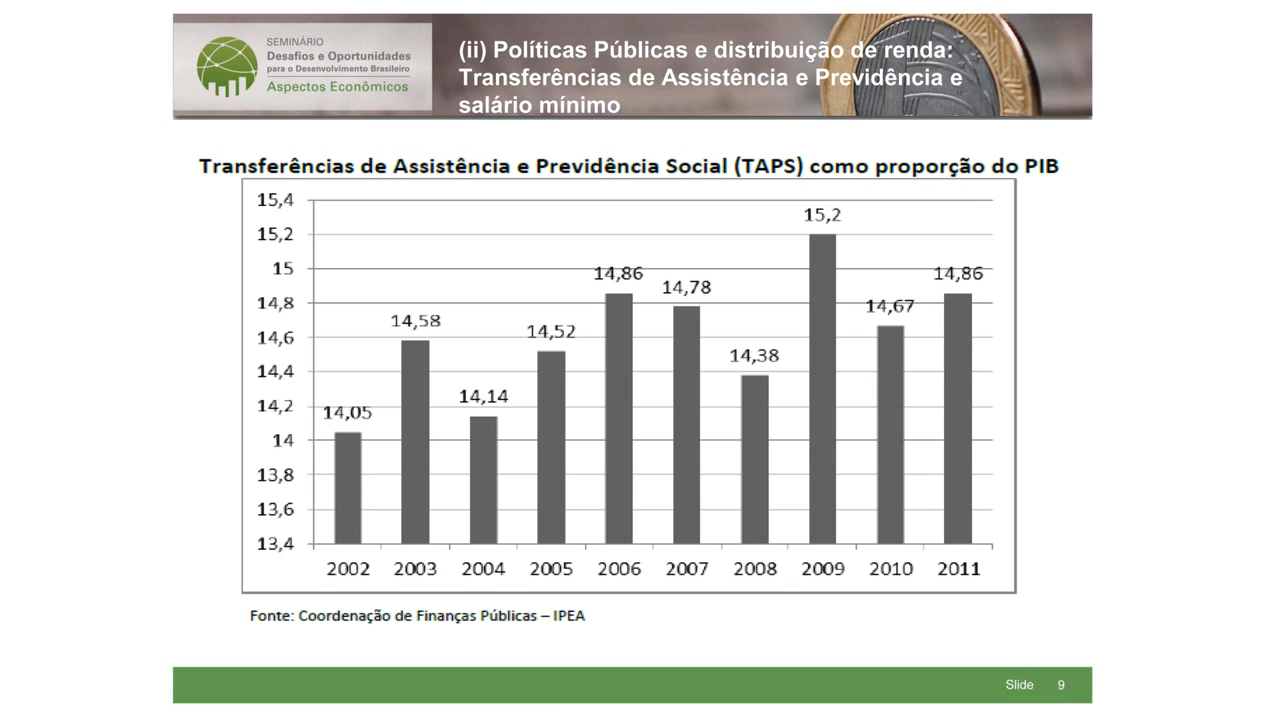 SEMINÁRIO
Desafios e Oportunidades
para o Desenvolvimento Brasileiro
Aspectos Econômicos
(ii) Políticas Públicas e distribuição de renda:
Transferências de Assistência e Previdência e
salário mínimo
Transferências de Assistência e Previdência Social (TAPS) como proporção do PIB
15,4
15,2
15
14,8
14,6
14,4
14,2
14
13,8
13,6
13,4
14,05
14,58
14,14
14,52
14,86
14,78
14,38
15,2
14,67
14,86
2002 2003 2004 2005 2006 2007 2008 2009 2010 2011
Fonte: Coordenação de Finanças Públicas – IPEA
Slide 9